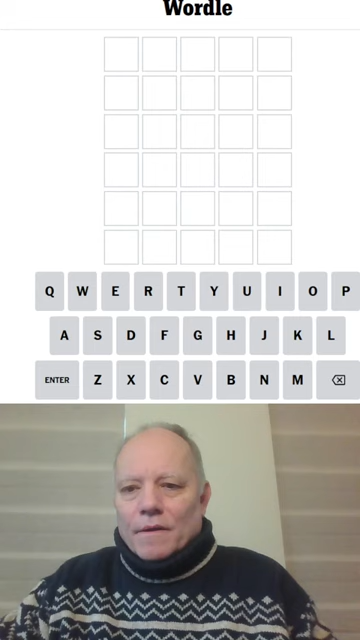 Wordle
Q W E R T Y U I O P
A S D F G H J K L
ENTER Z X C V B N M